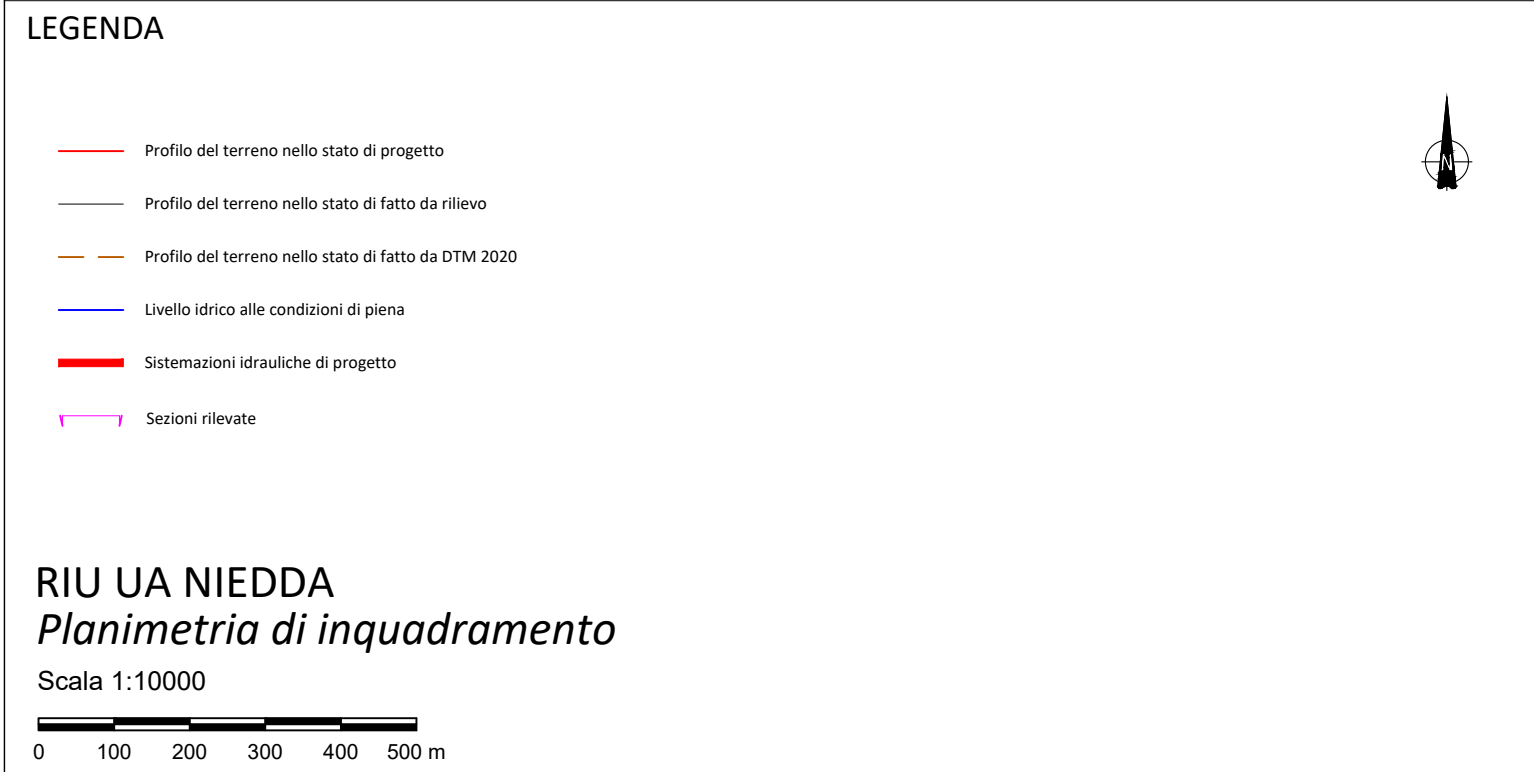 LEGENDA
N
Profilo del terreno nello stato di progetto
Profilo del terreno nello stato di fatto da rilievo
Profilo del terreno nello stato di fatto da DTM 2020
Livello idrico alle condizioni di piena
Sistemazioni idrauliche di progetto
Sezioni rilevate
RIU UA NIEDDA
Planimetria di inquadramento
Scala 1:10000
0 100 200 300 400 500 m